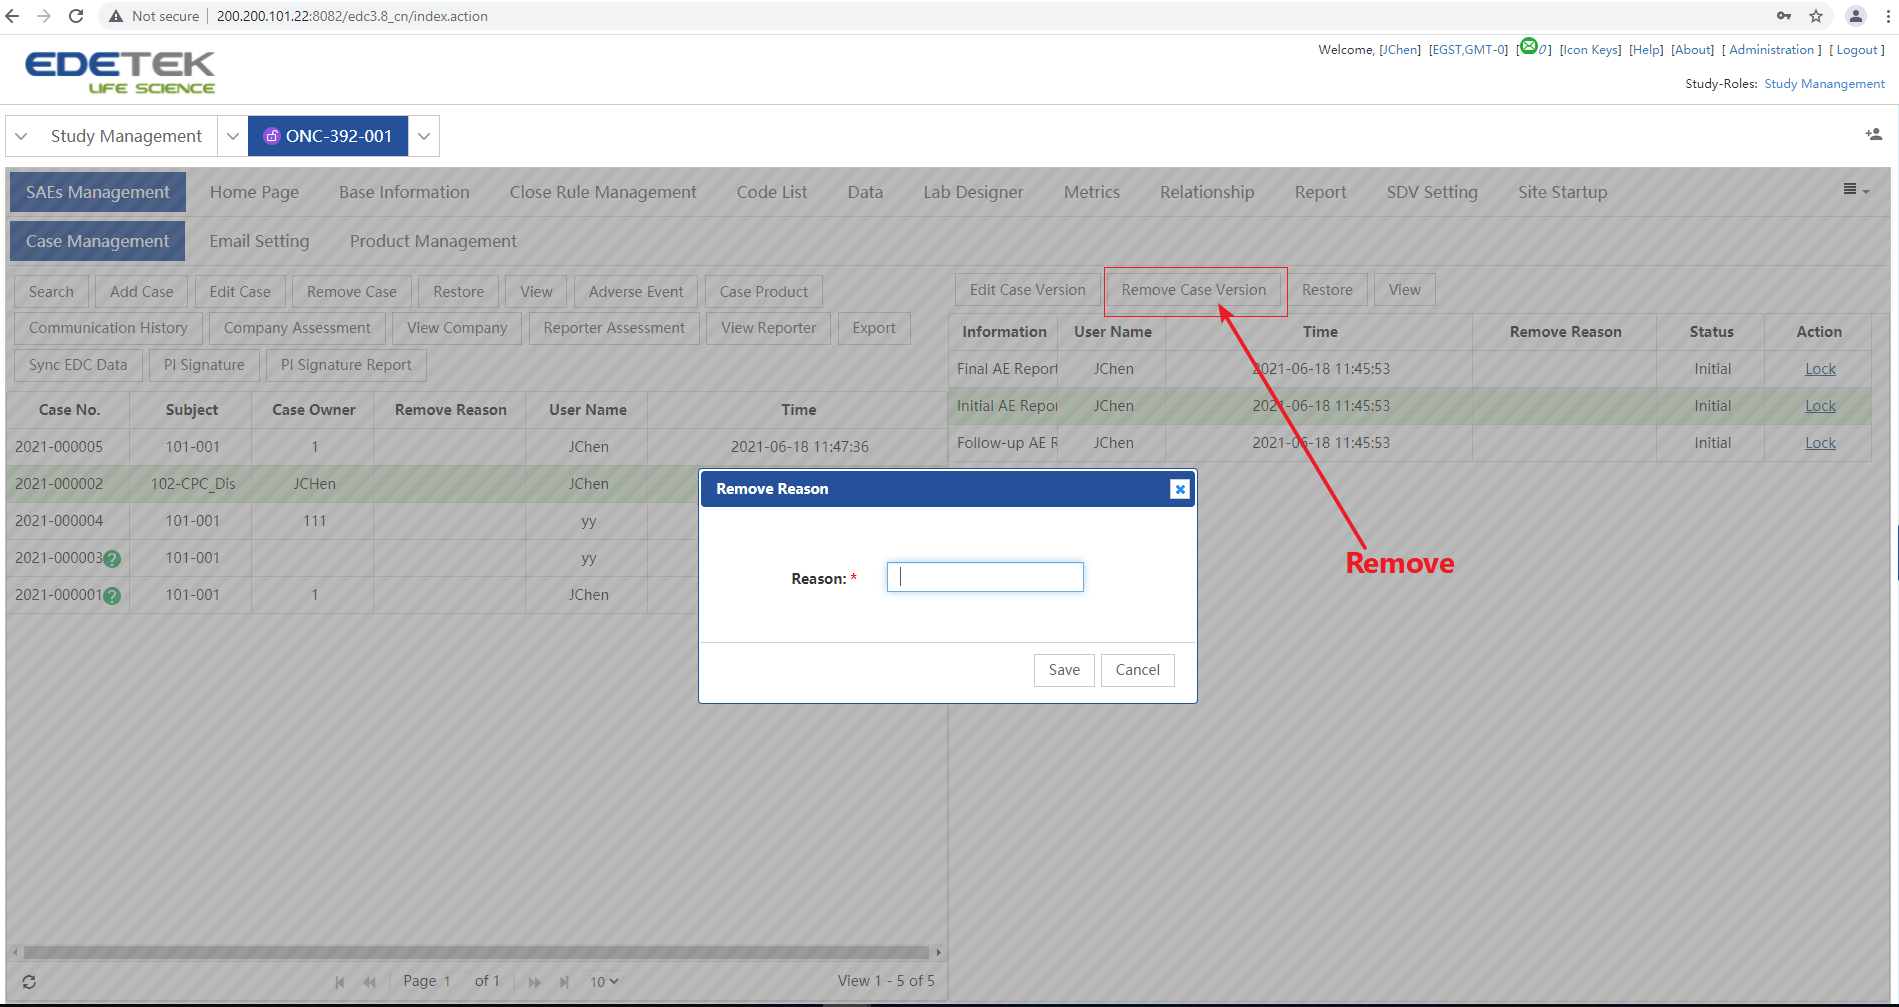 Not secure | 200.200.101.22:8082/edc3.8_cn/index.action
EDETEK
LIFE SCIENCE
Welcome, [JChen] [EGST,GMT-0] [0] [Icon Keys] [Help] [About] [ Administration ] [ Logout ]
Study-Roles: Study Manangement
Study Management
ONC-392-001
SAEs Management Home Page Base Information Close Rule Management Code List Data Lab Designer Metrics Relationship Report SDV Setting Site Startup
Case Management Email Setting Product Management
Search Add Case Edit Case Remove Case Restore View Adverse Event Case Product
Communication History Company Assessment View Company Reporter Assessment View Reporter Export
Sync EDC Data PI Signature PI Signature Report
Case No. Subject Case Owner Remove Reason User Name Time
2021-000005 101-001 1 JChen 2021-06-18 11:47:36
2021-000002 102-CPC_Dis JCHen JChen
2021-000004 101-001 111 yy
2021-000003 ? 101-001 yy
2021-000001 ? 101-001 1 JChen
Page 1 of 1 10 View 1 - 5 of 5
Edit Case Version Remove Case Version Restore View
Information User Name Time Remove Reason Status Action
Final AE Report JChen 2021-06-18 11:45:53 Initial Lock
Initial AE Repor JChen 2021-06-18 11:45:53 Initial Lock
Follow-up AE R JChen 2021-06-18 11:45:53 Initial Lock
Remove
Remove Reason
Reason: *
Save Cancel